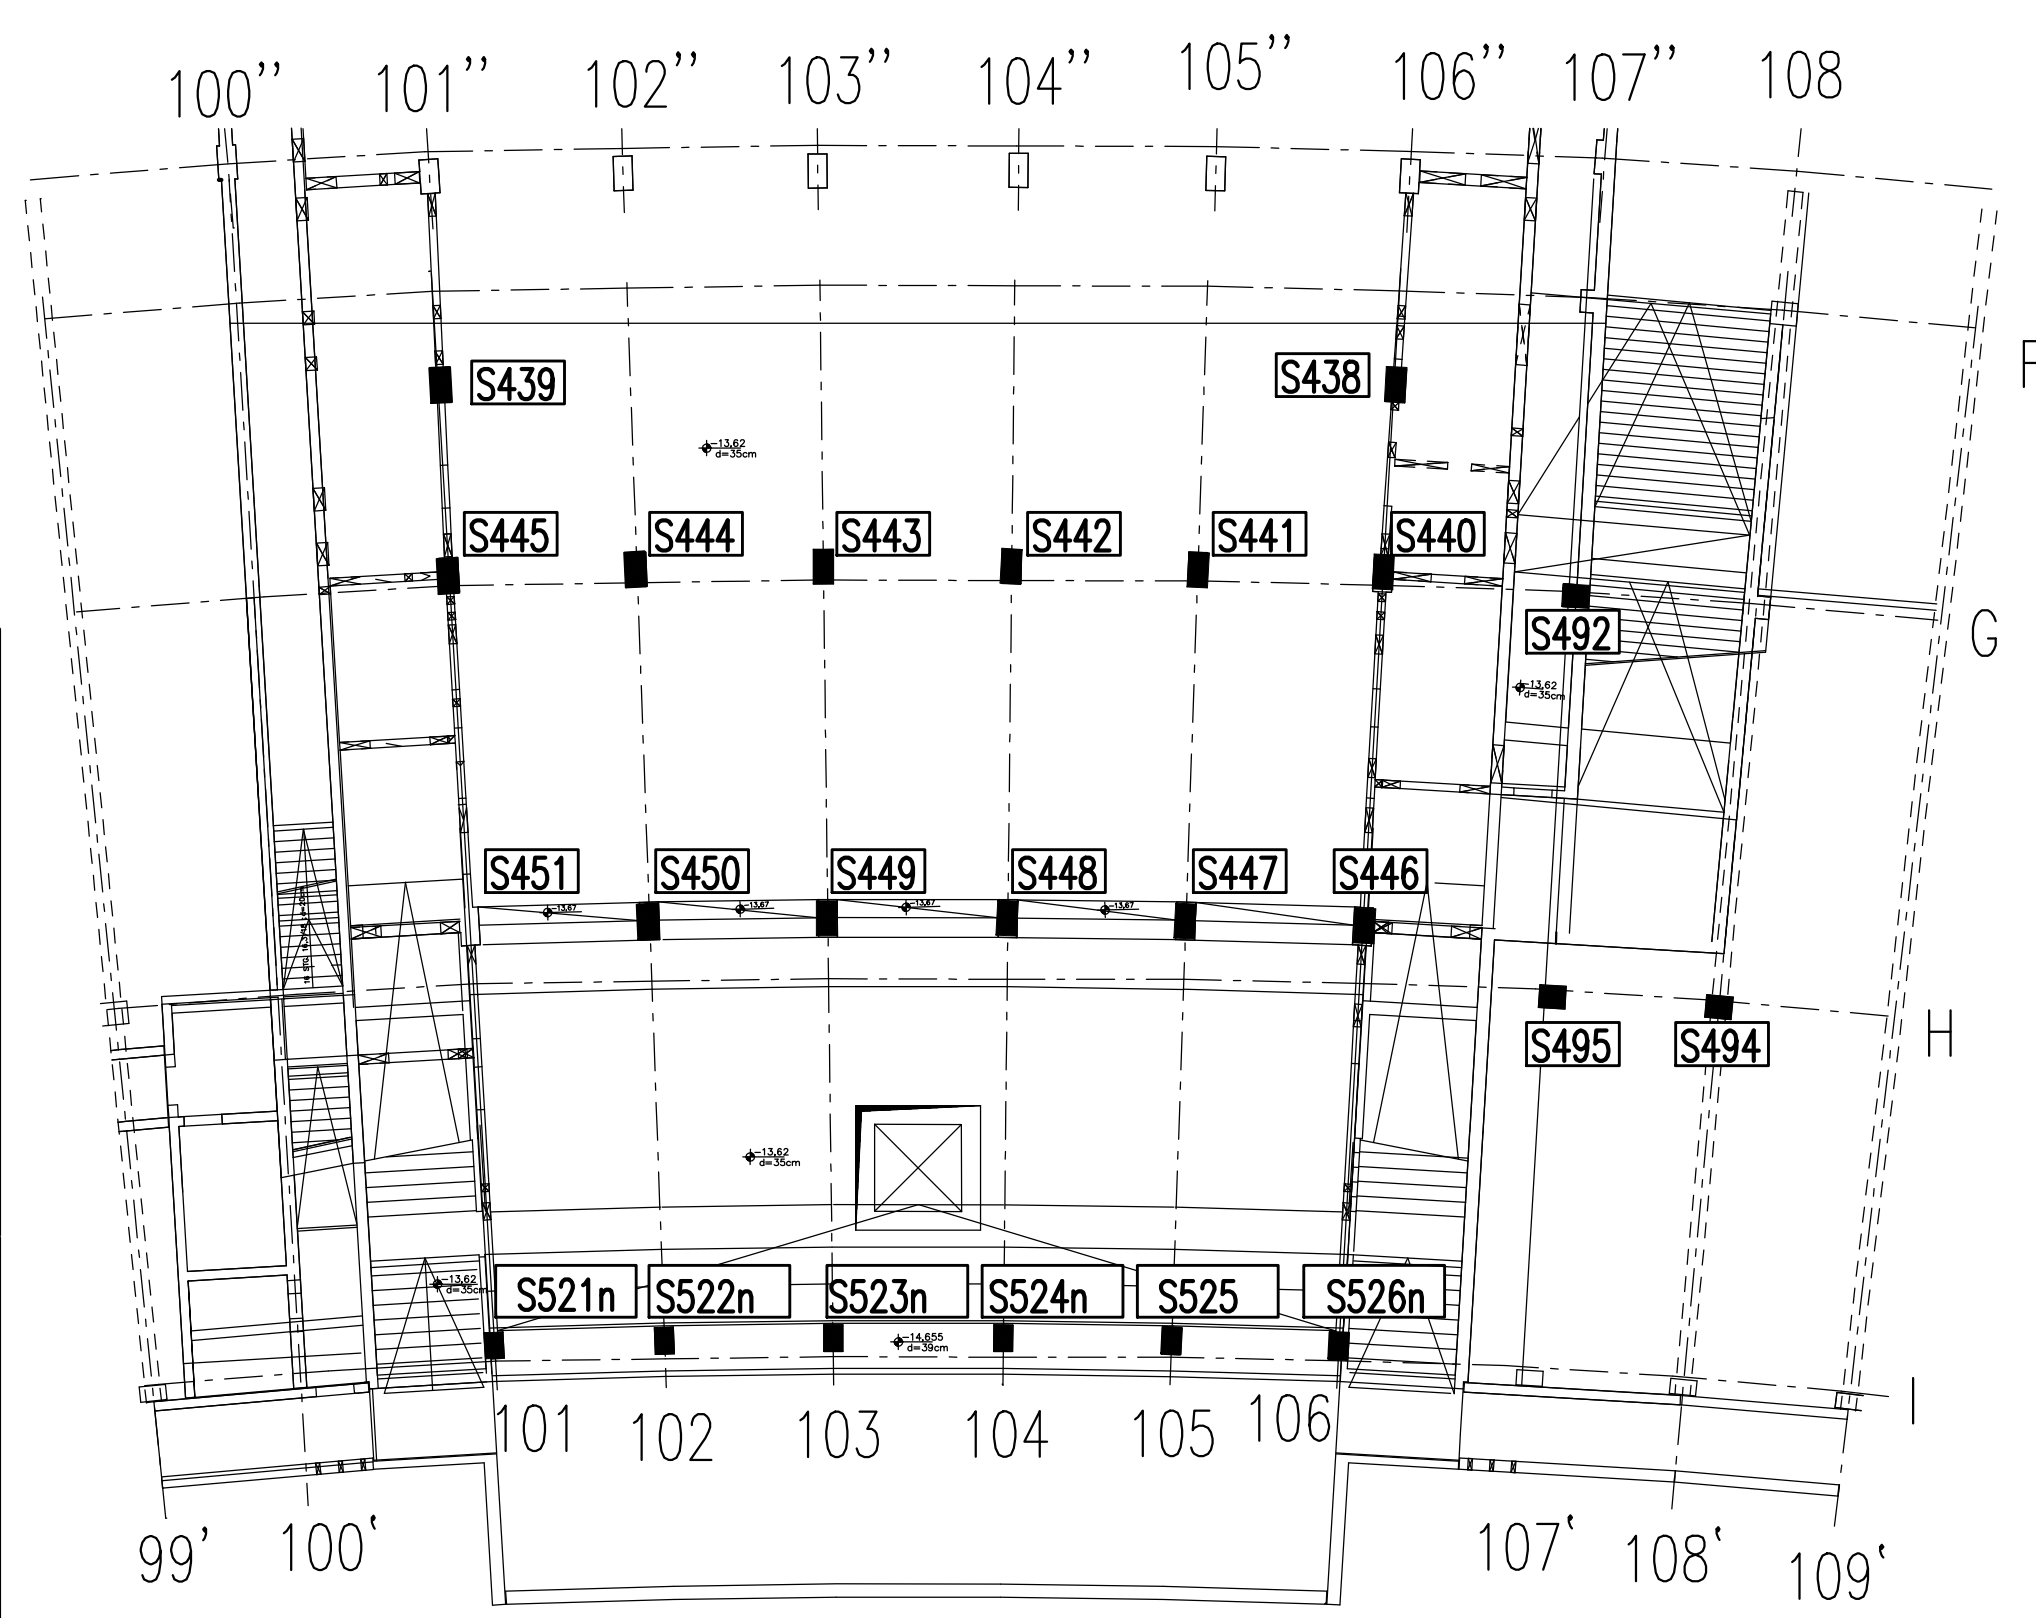 100’’ 101’’ 102’’ 103’’ 104’’ 105’’ 106’’ 107’’ 108
F
S439 S438
-13,62
d=35cm
S445 S444 S443 S442 S441 S440
S492
G
-13,62
d=35cm
S451 S450 S449 S448 S447 S446
-13,67 -13,67 -13,67 -13,67
H
S495 S494
-13,62
d=35cm
-13,62
d=35cm
S521n S522n S523n S524n S525 S526n
-14,655
d=39cm
I
101 102 103 104 105 106
99’ 100‘ 107‘ 108‘ 109‘